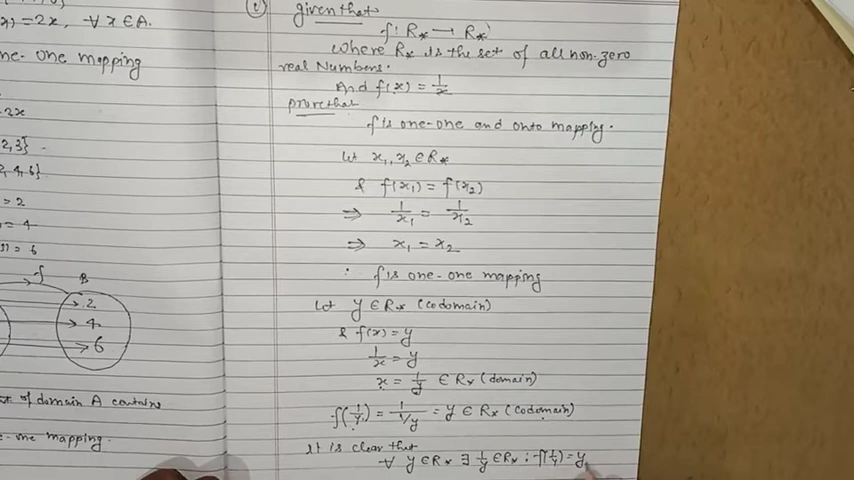 x) = 2x, ∀ x ∈ A.
ne-one mapping
2x
2,3}
2,4,6}
= 2
= 4
= 6
f
B
2
4
6
of domain A contains
e-one mapping.
given that
f: R* → R*
where R* is the set of all non-zero
real Numbers.
And f(x) = 1/x
prove that
f is one-one and onto mapping.
Let x₁, x₂ ∈ R*
& f(x₁) = f(x₂)
⇒ 1/x₁ = 1/x₂
⇒ x₁ = x₂
∴ f is one-one mapping
Let y ∈ R* (codomain)
& f(x) = y
1/x = y
x = 1/y ∈ R* (domain)
f(1/y) = 1/1/y = y ∈ R* (codomain)
It is clear that
∀ y ∈ R* ∃ 1/y ∈ R* : f(1/y) = y